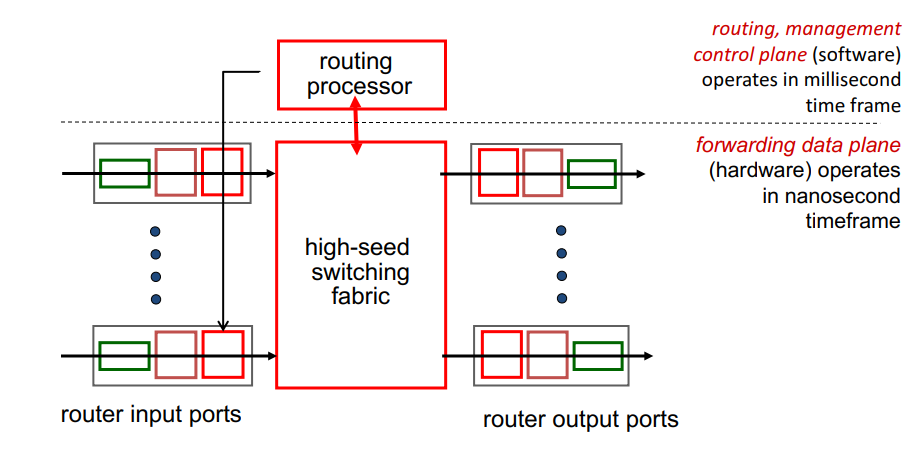 routing, management
control plane (software)
operates in millisecond
time frame
routing
processor
forwarding data plane
(hardware) operates
in nanosecond
timeframe
high-seed
switching
fabric
router input ports
router output ports